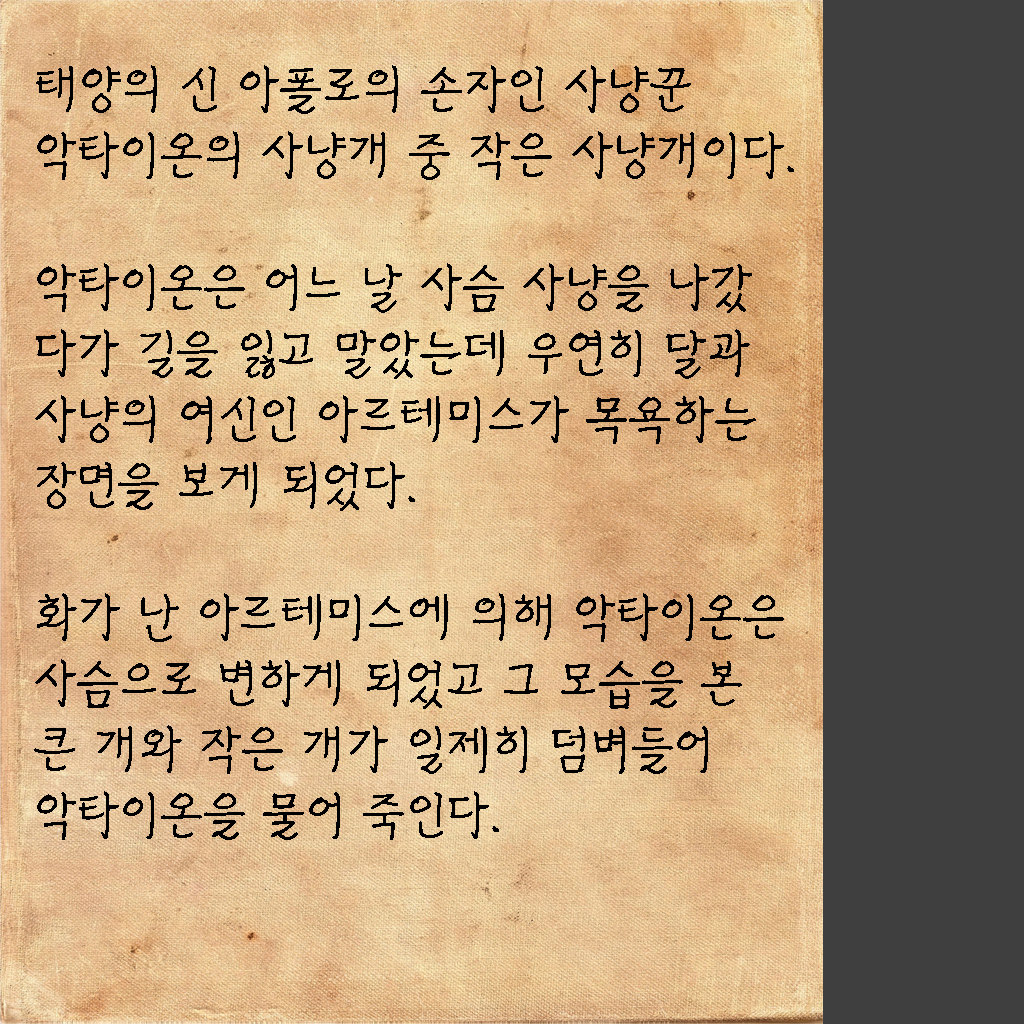 태양의 신 아폴로의 손자인 사냥꾼
악타이온의 사냥개 중 작은 사냥개이다.
악타이온은 어느 날 사슴 사냥을 나갔
다가 길을 잃고 말았는데 우연히 달과
사냥의 여신인 아르테미스가 목욕하는
장면을 보게 되었다.
화가 난 아르테미스에 의해 악타이온은
사슴으로 변하게 되었고 그 모습을 본
큰 개와 작은 개가 일제히 덤벼들어
악타이온을 물어 죽인다.